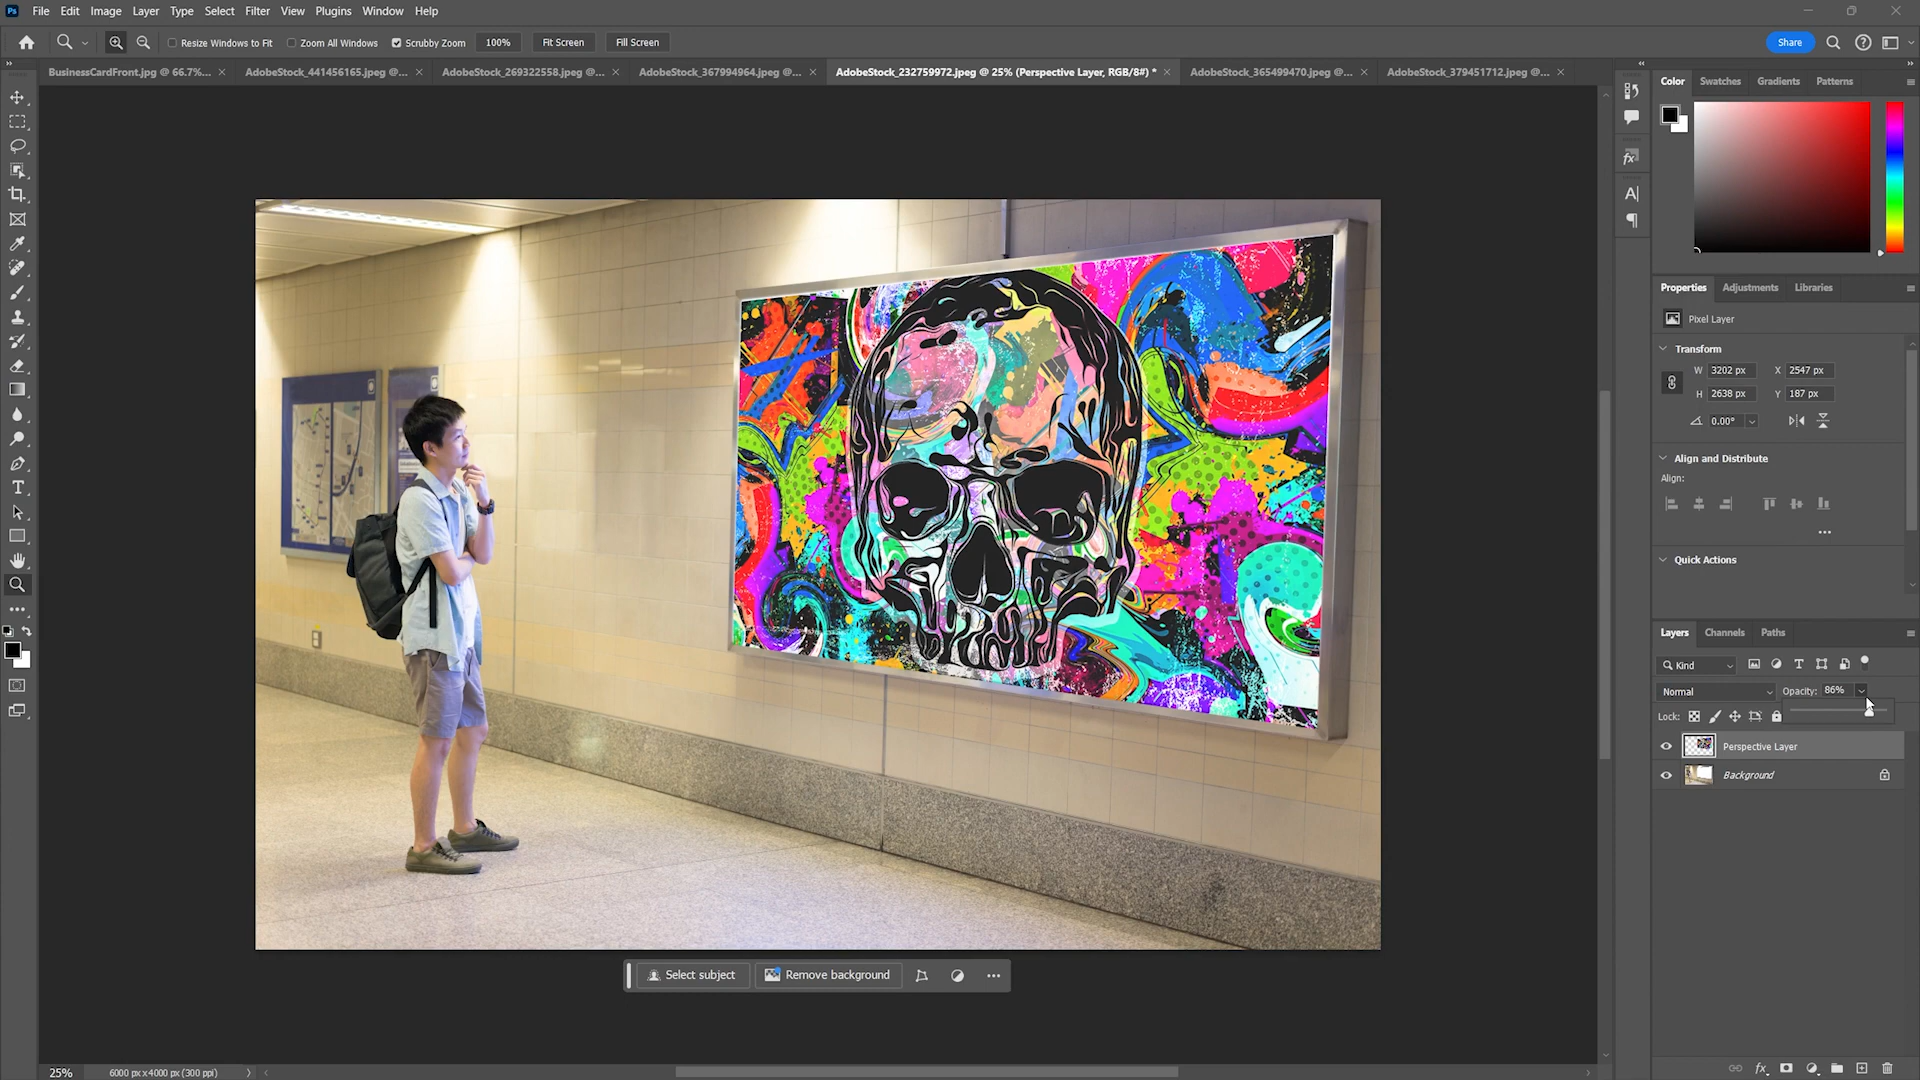 Ps File Edit Image Layer Type Select Filter View Plugins Window Help
Resize Windows to Fit Zoom All Windows Scrubby Zoom 100% Fit Screen Fill Screen Share
BusinessCardFront.jpg @ 66.7%... AdobeStock_441456165.jpeg @... AdobeStock_269322558.jpeg @... AdobeStock_367994964.jpeg @... AdobeStock_232759972.jpeg @ 25% (Perspective Layer, RGB/8#) * AdobeStock_365499470.jpeg @... AdobeStock_379451712.jpeg @...
Color Swatches Gradients Patterns
Properties Adjustments Libraries
Pixel Layer
Transform
W 3202 px X 2547 px
H 2638 px Y 187 px
0.00°
Align and Distribute
Align:
Quick Actions
Layers Channels Paths
Kind
Normal Opacity: 86%
Lock:
Perspective Layer
Background
Select subject Remove background
25% 6000 px x 4000 px (300 ppi)